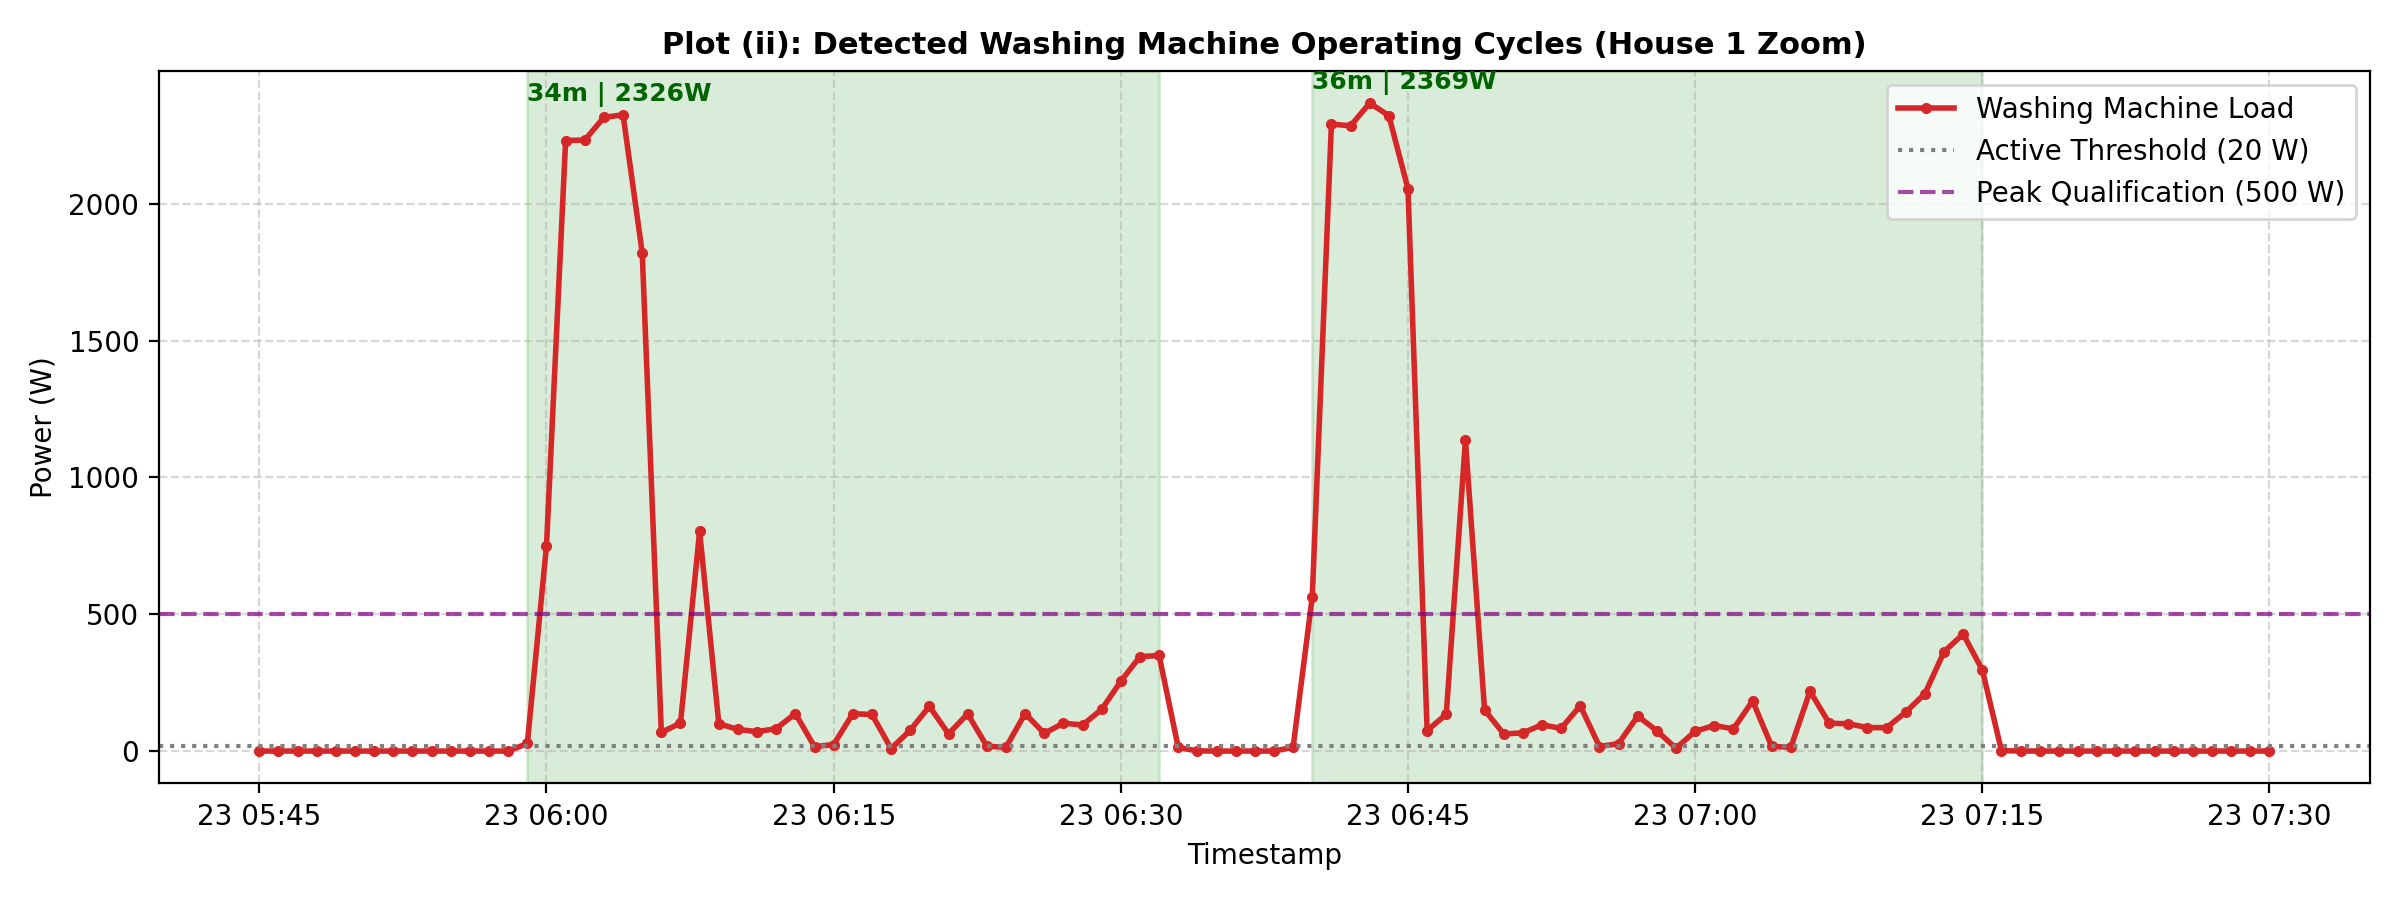 Plot (ii): Detected Washing Machine Operating Cycles (House 1 Zoom)
34m | 2326W
36m | 2369W
Washing Machine Load
Active Threshold (20 W)
Peak Qualification (500 W)
Power (W)
2000
1500
1000
500
0
23 05:45
23 06:00
23 06:15
23 06:30
23 06:45
23 07:00
23 07:15
23 07:30
Timestamp